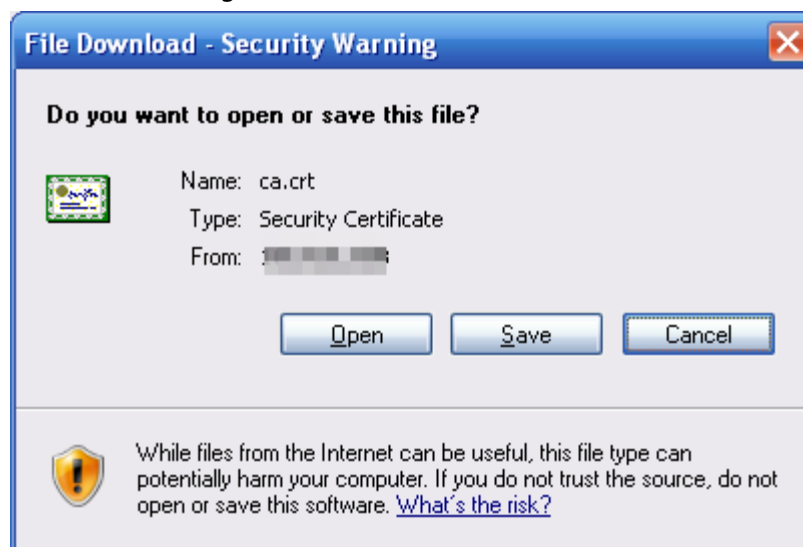 File Download - Security Warning
Do you want to open or save this file?
Name: ca.crt
Type: Security Certificate
From:
Open Save Cancel
While files from the Internet can be useful, this file type can
potentially harm your computer. If you do not trust the source, do not
open or save this software. What's the risk?